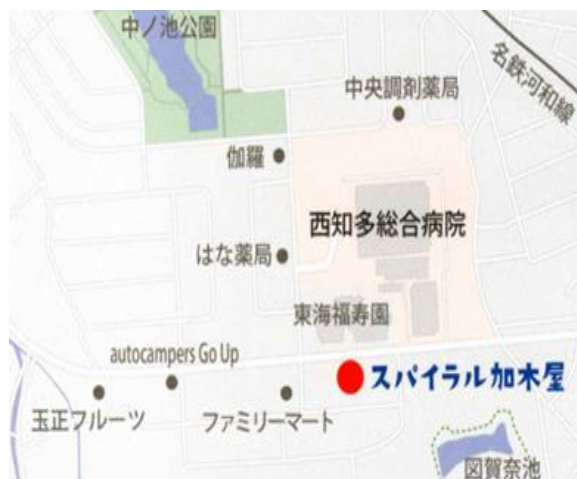 中ノ池公園
名鉄河和線
中央調剤薬局
伽羅
西知多総合病院
はな薬局
東海福寿園
autocampers Go Up
スパイラル加木屋
玉正フルーツ
ファミリーマート
図賀奈池